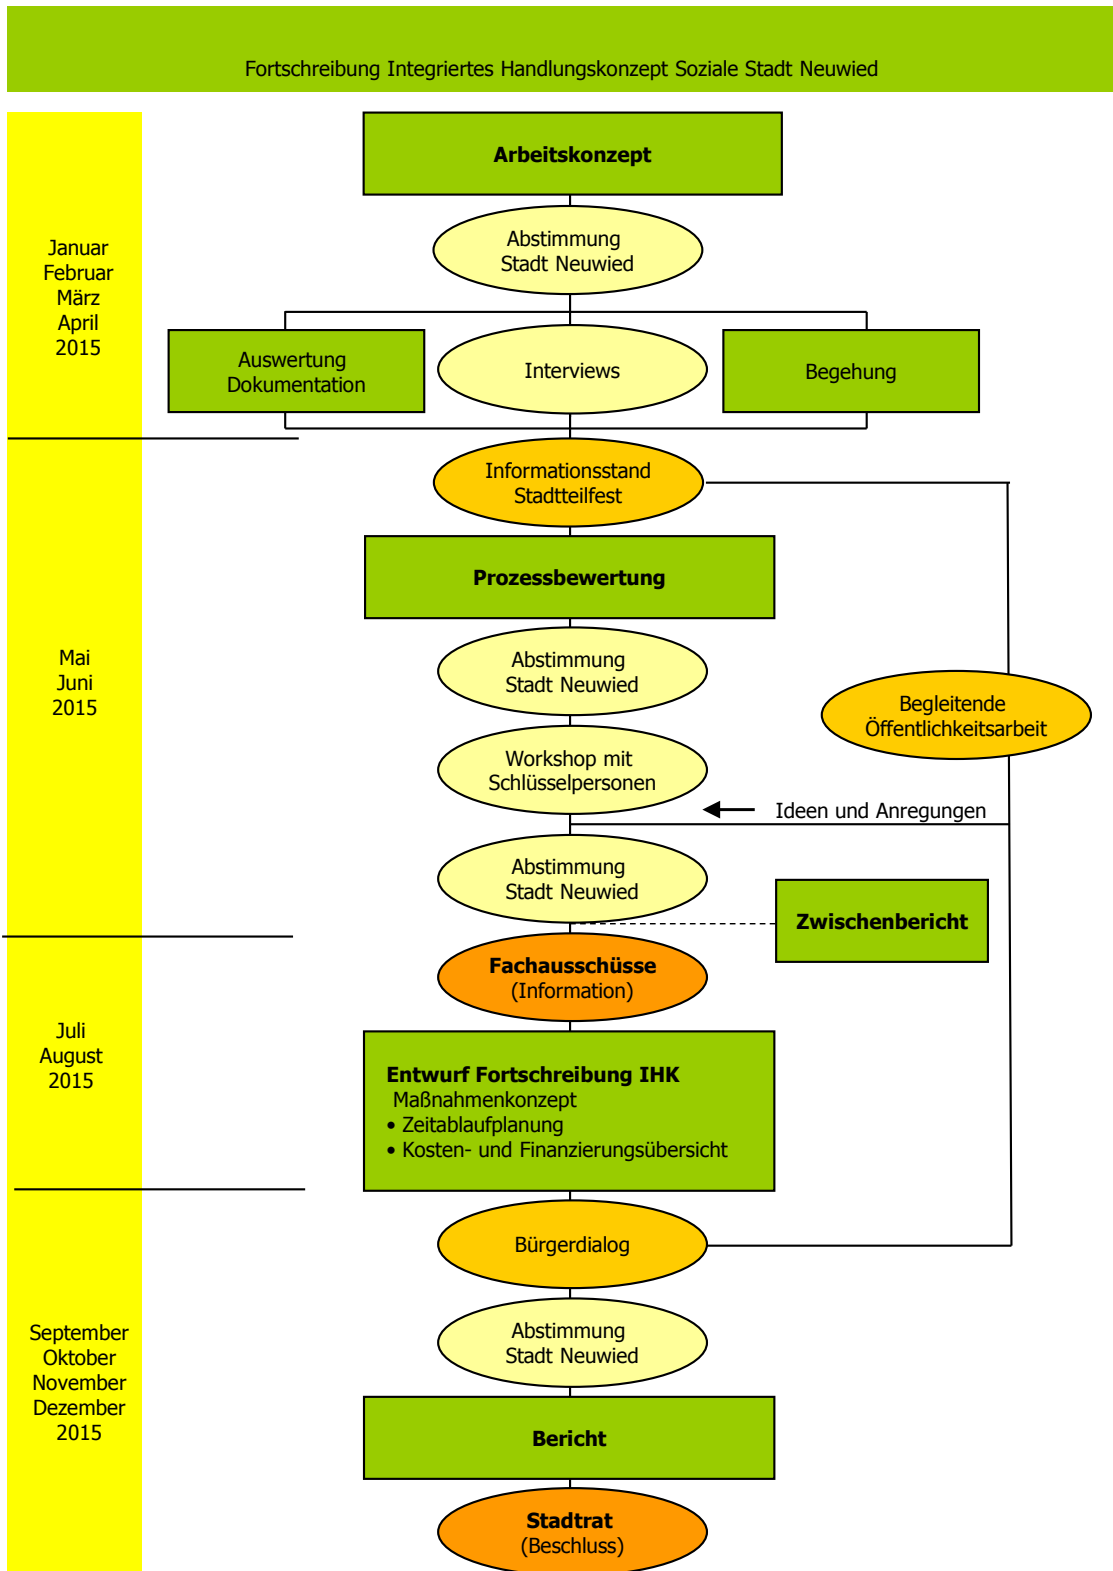 Fortschreibung Integriertes Handlungskonzept Soziale Stadt Neuwied
Januar
Februar
März
April
2015
Arbeitskonzept
Abstimmung
Stadt Neuwied
Auswertung
Dokumentation
Interviews
Begehung
Mai
Juni
2015
Informationsstand
Stadtteilfest
Prozessbewertung
Abstimmung
Stadt Neuwied
Begleitende
Öffentlichkeitsarbeit
Workshop mit
Schlüsselpersonen
Ideen und Anregungen
Abstimmung
Stadt Neuwied
Zwischenbericht
Juli
August
2015
Fachausschüsse
(Information)
Entwurf Fortschreibung IHK
Maßnahmenkonzept
• Zeitablaufplanung
• Kosten- und Finanzierungsübersicht
September
Oktober
November
Dezember
2015
Bürgerdialog
Abstimmung
Stadt Neuwied
Bericht
Stadtrat
(Beschluss)